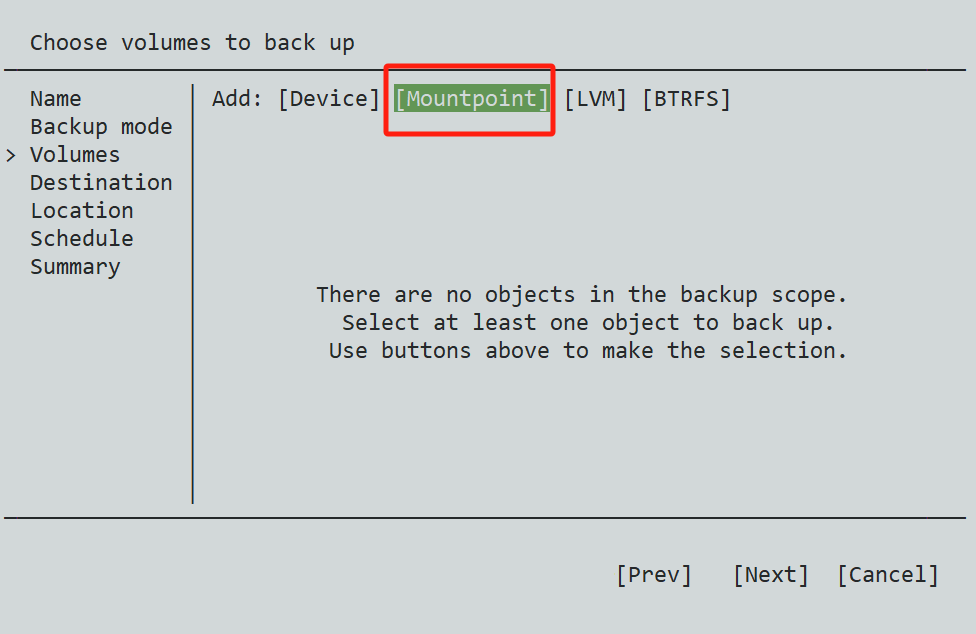 Choose volumes to back up
Name
Backup mode
> Volumes
Destination
Location
Schedule
Summary
Add: [Device] [Mountpoint] [LVM] [BTRFS]
There are no objects in the backup scope.
Select at least one object to back up.
Use buttons above to make the selection.
[Prev] [Next] [Cancel]